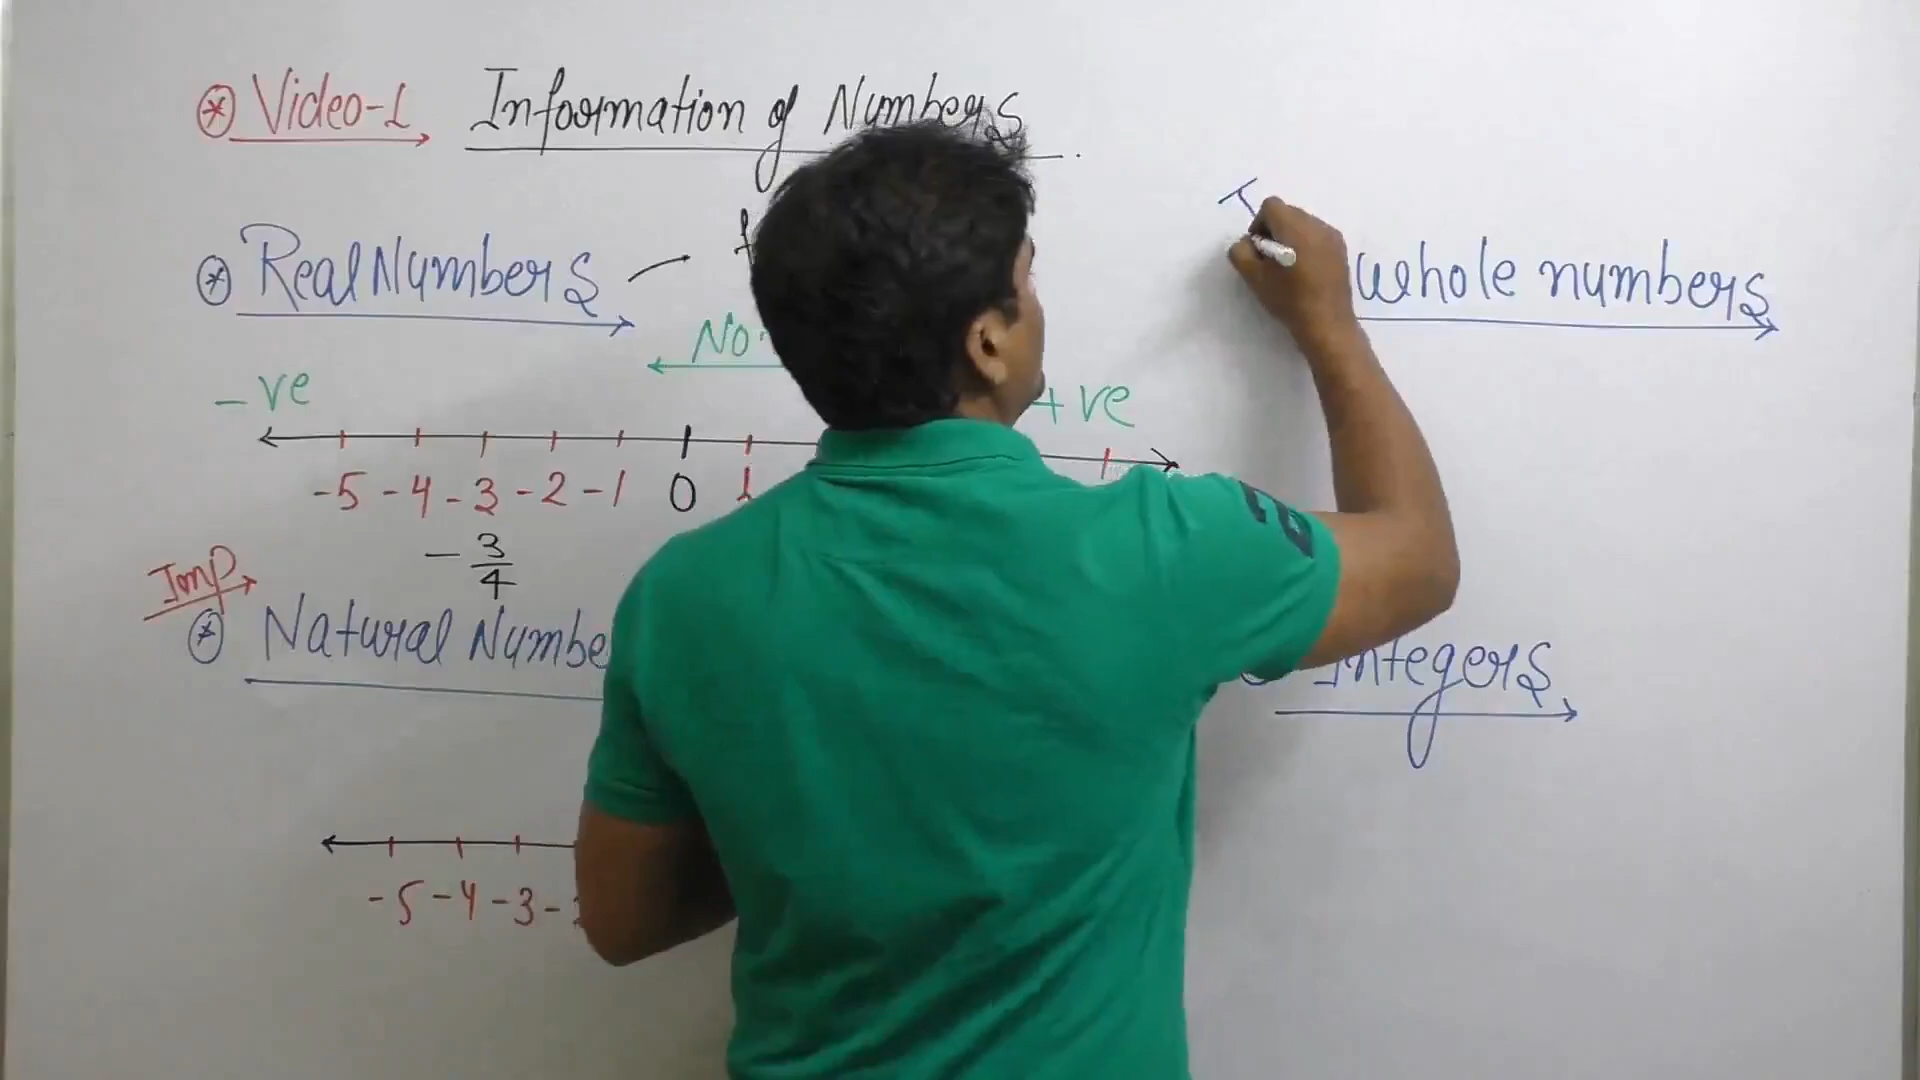 Video-1 Information of Numbers
Real Numbers
No.
-ve +ve
-5 -4 -3 -2 -1 0 1
- 3/4
Imp
Natural Numbe
-5 -4 -3 -
I
whole numbers
Integers